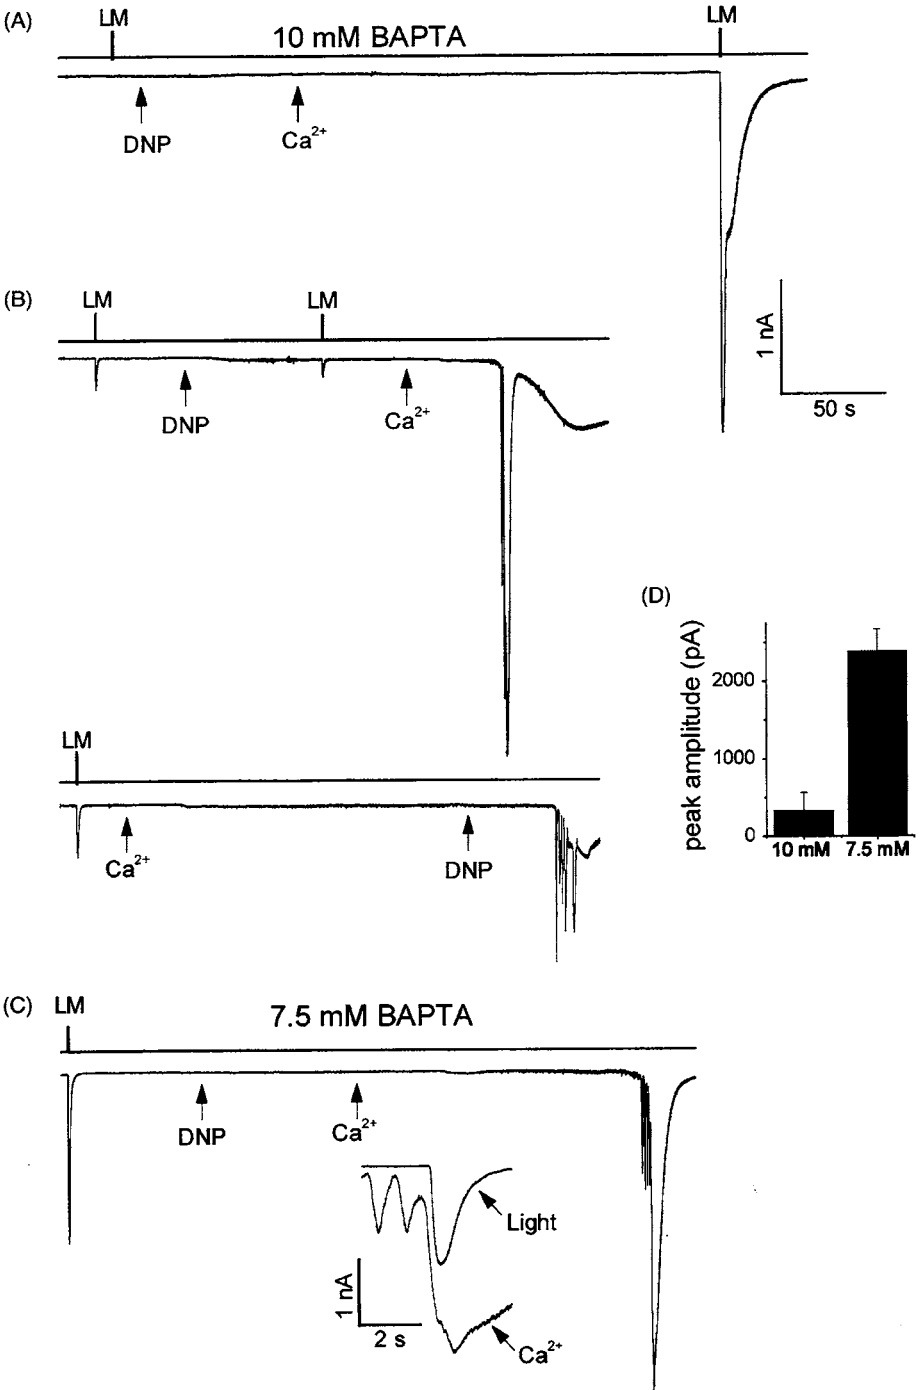 (A)
LM
10 mM BAPTA
LM
DNP
Ca²⁺
1 nA
50 s
(B)
LM
LM
DNP
Ca²⁺
(D)
peak amplitude (pA)
2000
1000
0
10 mM
7.5 mM
LM
Ca²⁺
DNP
(C)
LM
7.5 mM BAPTA
DNP
Ca²⁺
Light
1 nA
2 s
Ca²⁺